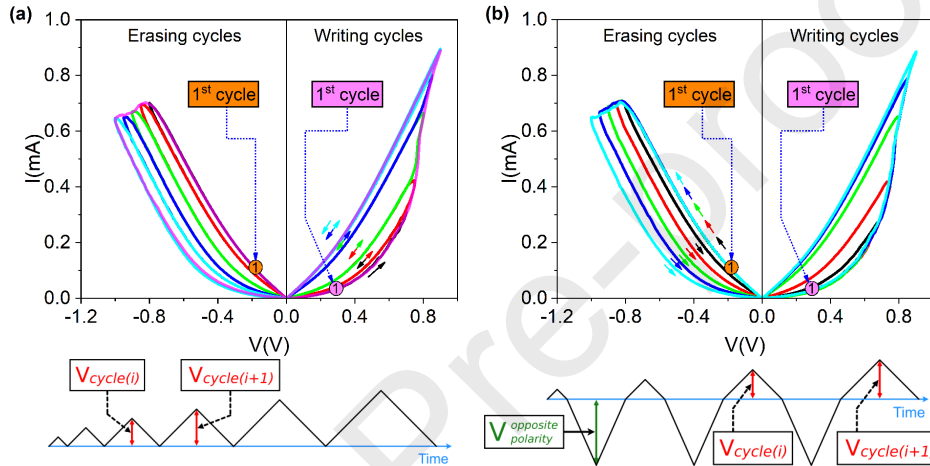 (a)
Erasing cycles
Writing cycles
1st cycle
1st cycle
1
1
I(mA)
1.0
0.8
0.6
0.4
0.2
0.0
-1.2
-0.8
-0.4
0.0
0.4
0.8
V(V)
Vcycle(i)
Vcycle(i+1)
Time
(b)
Erasing cycles
Writing cycles
1st cycle
1st cycle
1
1
I(mA)
1.0
0.8
0.6
0.4
0.2
0.0
-1.2
-0.8
-0.4
0.0
0.4
0.8
V(V)
V opposite
polarity
Vcycle(i)
Vcycle(i+1)
Time
Pre-proo